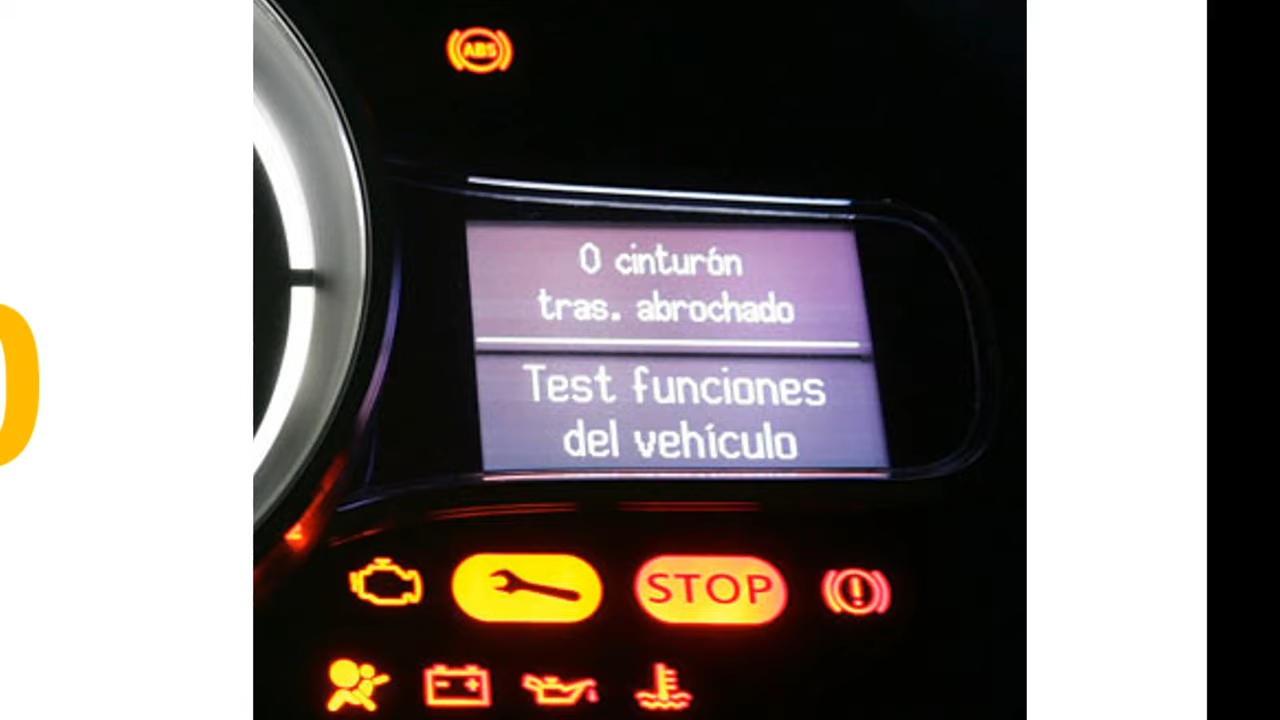 ABS
0 cinturón
tras. abrochado
Test funciones
del vehículo
STOP